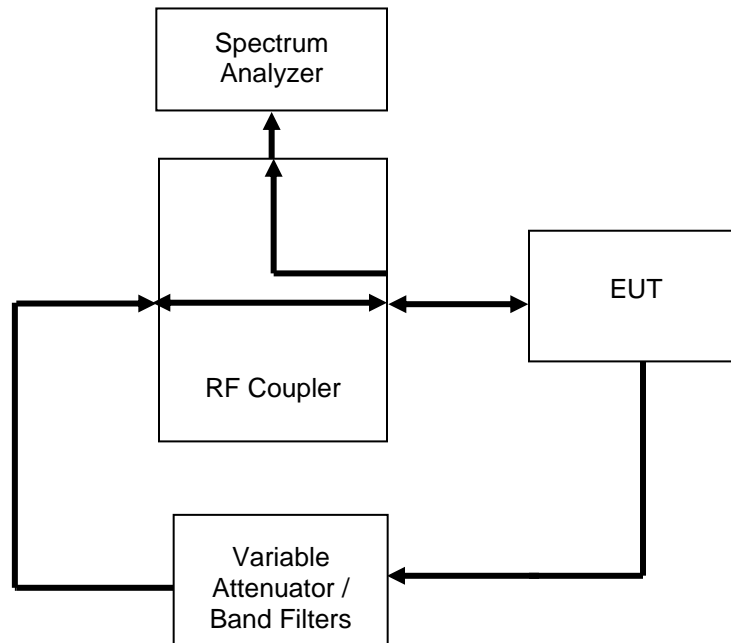 Spectrum
Analyzer
EUT
RF Coupler
Variable
Attenuator /
Band Filters